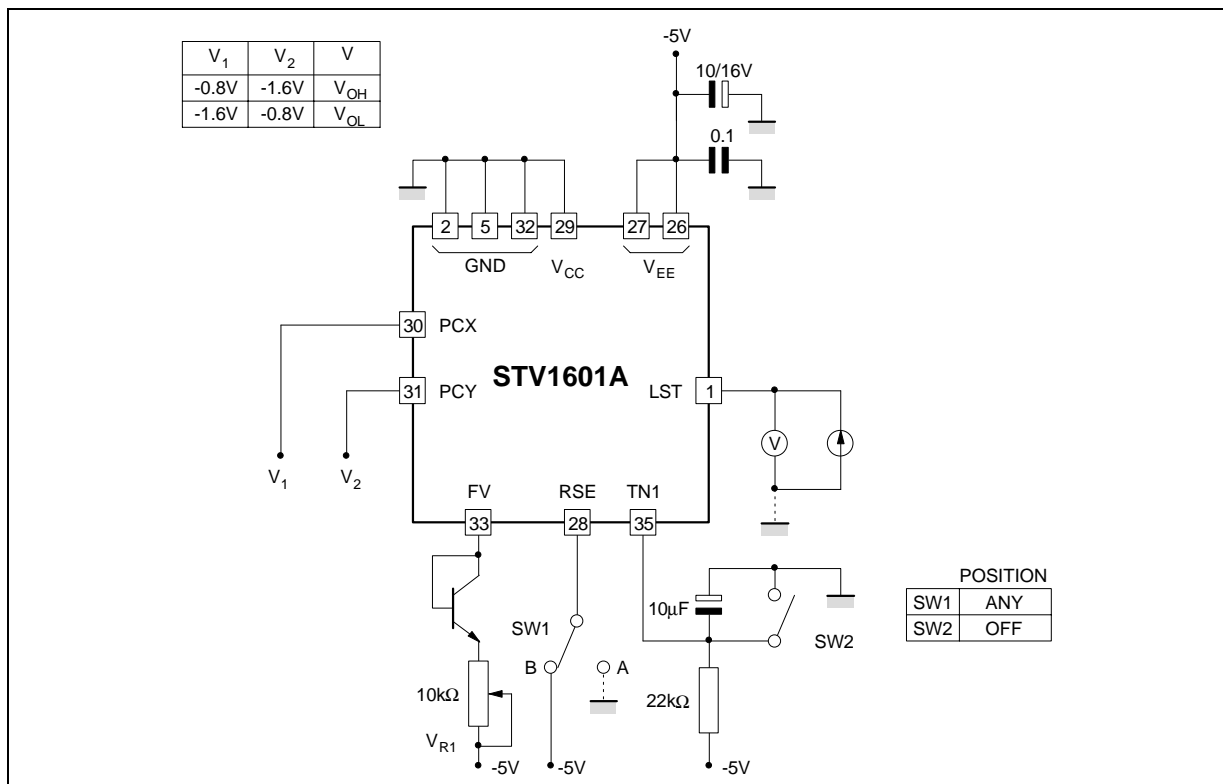 -5V
V1 V2 V
-0.8V -1.6V VOH
-1.6V -0.8V VOL
10/16V
0.1
2 5 32 29 27 26
GND VCC VEE
30 PCX
STV1601A
31 PCY
LST 1
V
V1 V2
FV RSE TN1
33 28 35
POSITION
SW1 ANY
SW2 OFF
10µF
SW1
SW2
B A
10kΩ
22kΩ
VR1
-5V -5V -5V